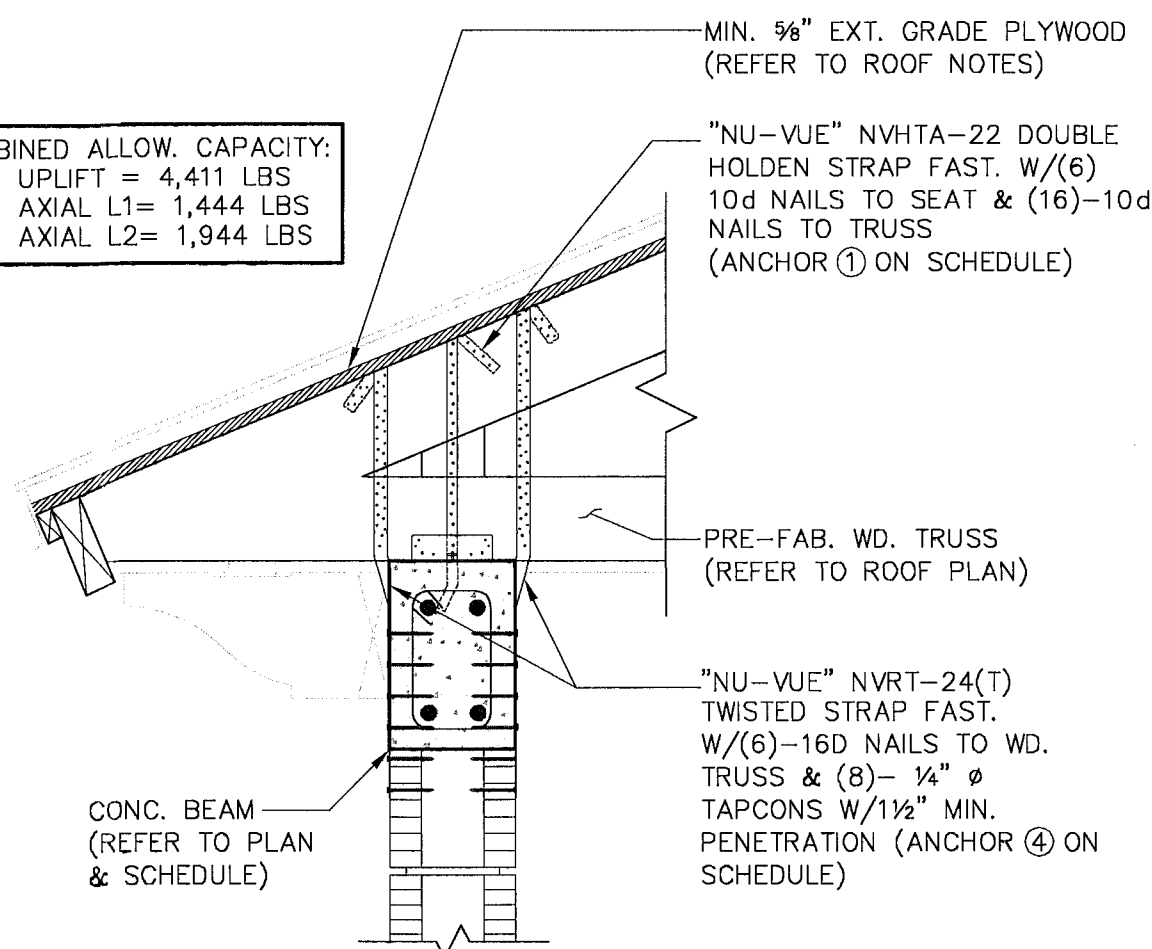 MIN. ⅝" EXT. GRADE PLYWOOD
(REFER TO ROOF NOTES)
BINED ALLOW. CAPACITY:
UPLIFT = 4,411 LBS
AXIAL L1= 1,444 LBS
AXIAL L2= 1,944 LBS
"NU-VUE" NVHTA-22 DOUBLE
HOLDEN STRAP FAST. W/(6)
10d NAILS TO SEAT & (16)-10d
NAILS TO TRUSS
(ANCHOR ① ON SCHEDULE)
PRE-FAB. WD. TRUSS
(REFER TO ROOF PLAN)
"NU-VUE" NVRT-24(T)
TWISTED STRAP FAST.
W/(6)-16D NAILS TO WD.
TRUSS & (8)- ¼" ø
TAPCONS W/1½" MIN.
PENETRATION (ANCHOR ④ ON
SCHEDULE)
CONC. BEAM
(REFER TO PLAN
& SCHEDULE)